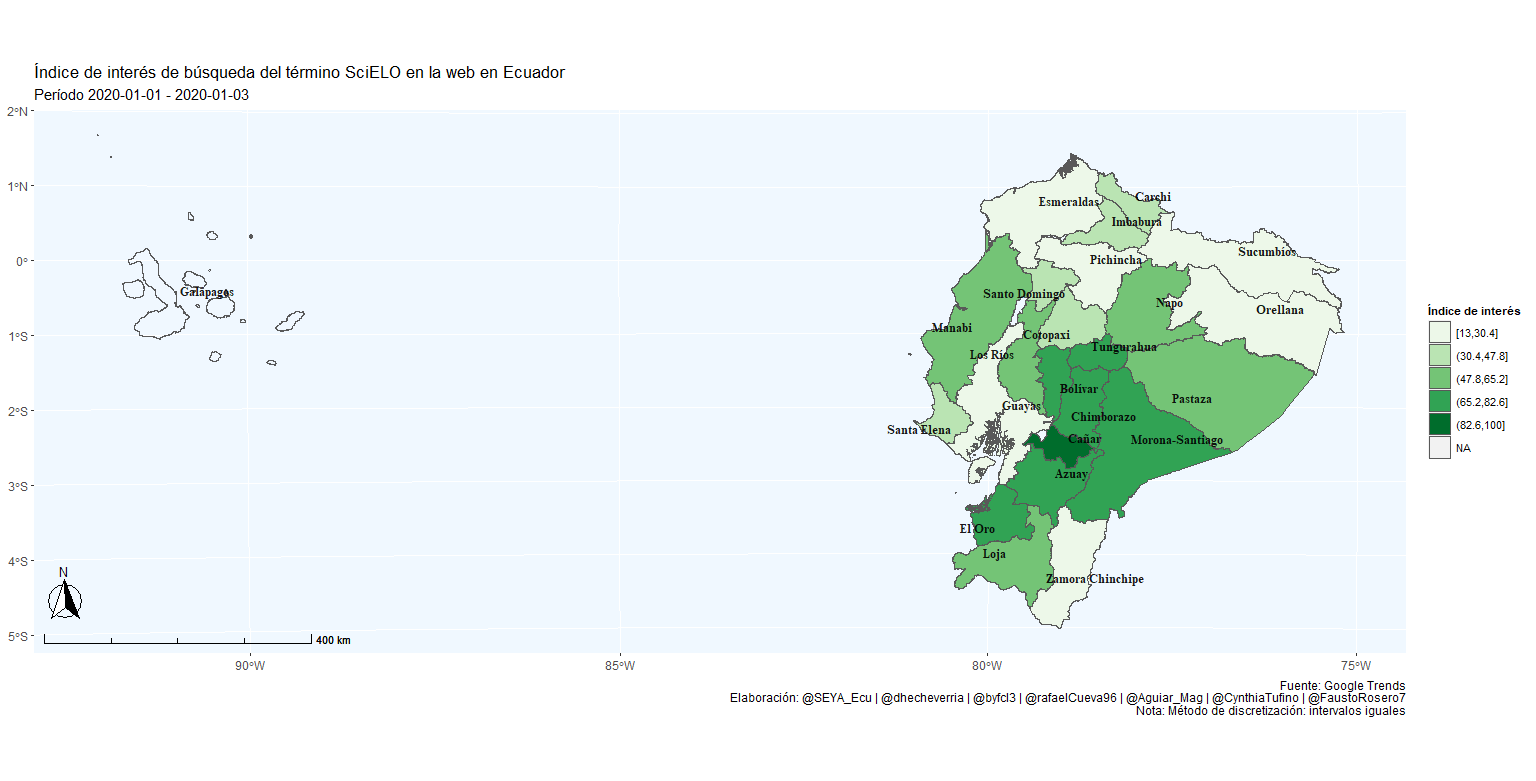 Índice de interés de búsqueda del término SciELO en la web en Ecuador
Período 2020-01-01 - 2020-01-03
2°N
1°N
0°
1°S
2°S
3°S
4°S
5°S
90°W
85°W
80°W
75°W
Galápagos
Esmeraldas
Carshi
Imbabura
Sucumbíos
Pichincha
Santo Domingo
Napo
Orellana
Manabi
Cotopaxi
Los Ríos
Tungurahua
Bolívar
Pastaza
Guayas
Chimborazo
Santa Elena
Cañar
Morona-Santiago
Azuay
El Oro
Loja
Zamora Chinchipe
N
400 km
Índice de interés
[13,30.4]
(30.4,47.8]
(47.8,65.2]
(65.2,82.6]
(82.6,100]
NA
Fuente: Google Trends
Elaboración: @SEYA_Ecu | @dhecheverria | @byfcl3 | @rafaelCueva96 | @Aguiar_Mag | @CynthiaTufino | @FaustoRosero7
Nota: Método de discretización: intervalos iguales